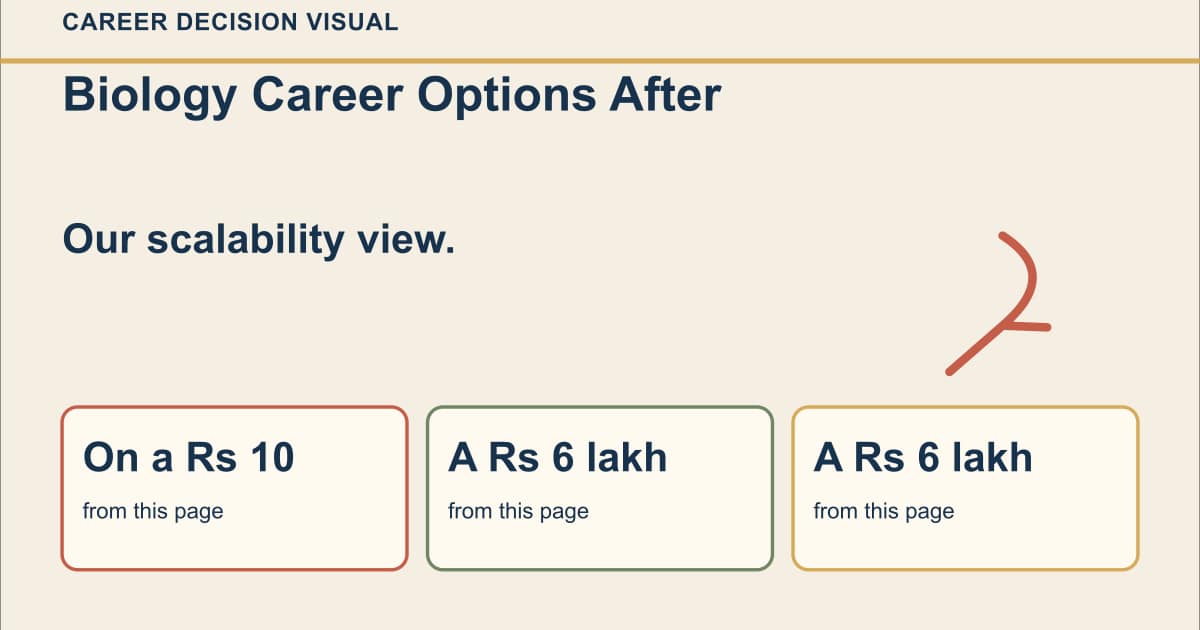 CAREER DECISION VISUAL
Biology Career Options After
Our scalability view.
On a Rs 10
from this page
A Rs 6 lakh
from this page
A Rs 6 lakh
from this page